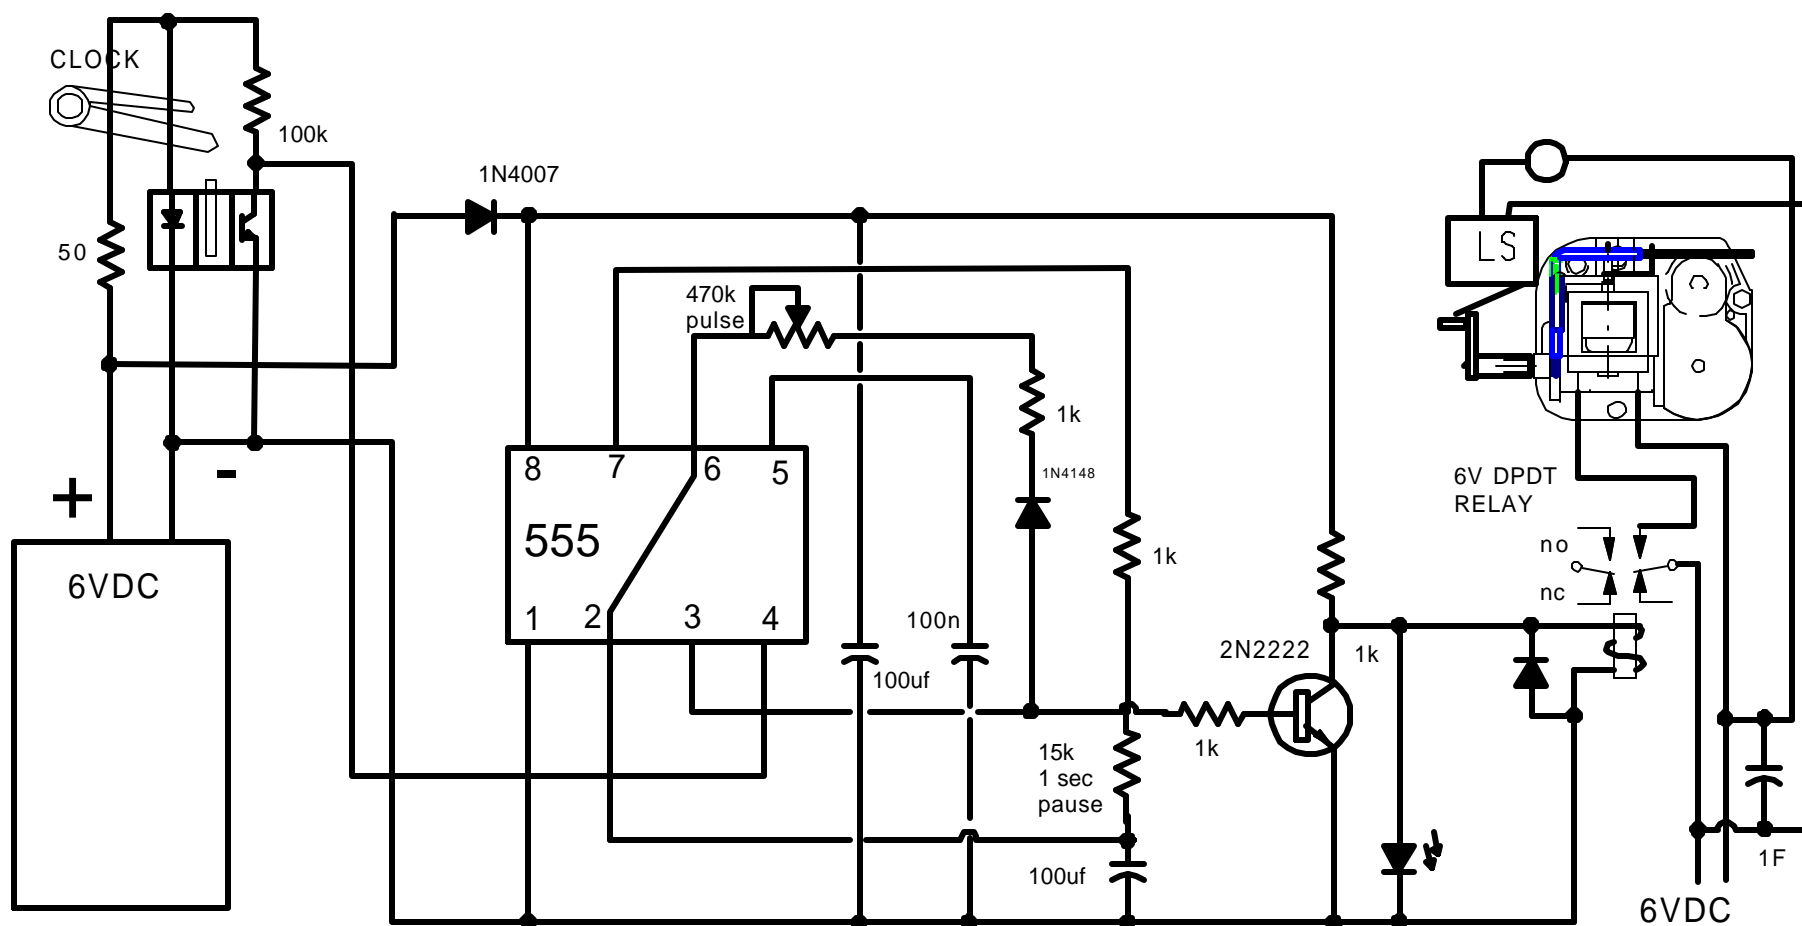 CLOCK
100k
1N4007
50
LS
470k
pulse
1k
1N4148
6V DPDT
RELAY
+
-
8 7 6 5
555
1k
no
nc
6VDC
1 2 3 4
100n
2N2222
1k
100uf
1k
15k
1 sec
pause
100uf
1F
6VDC